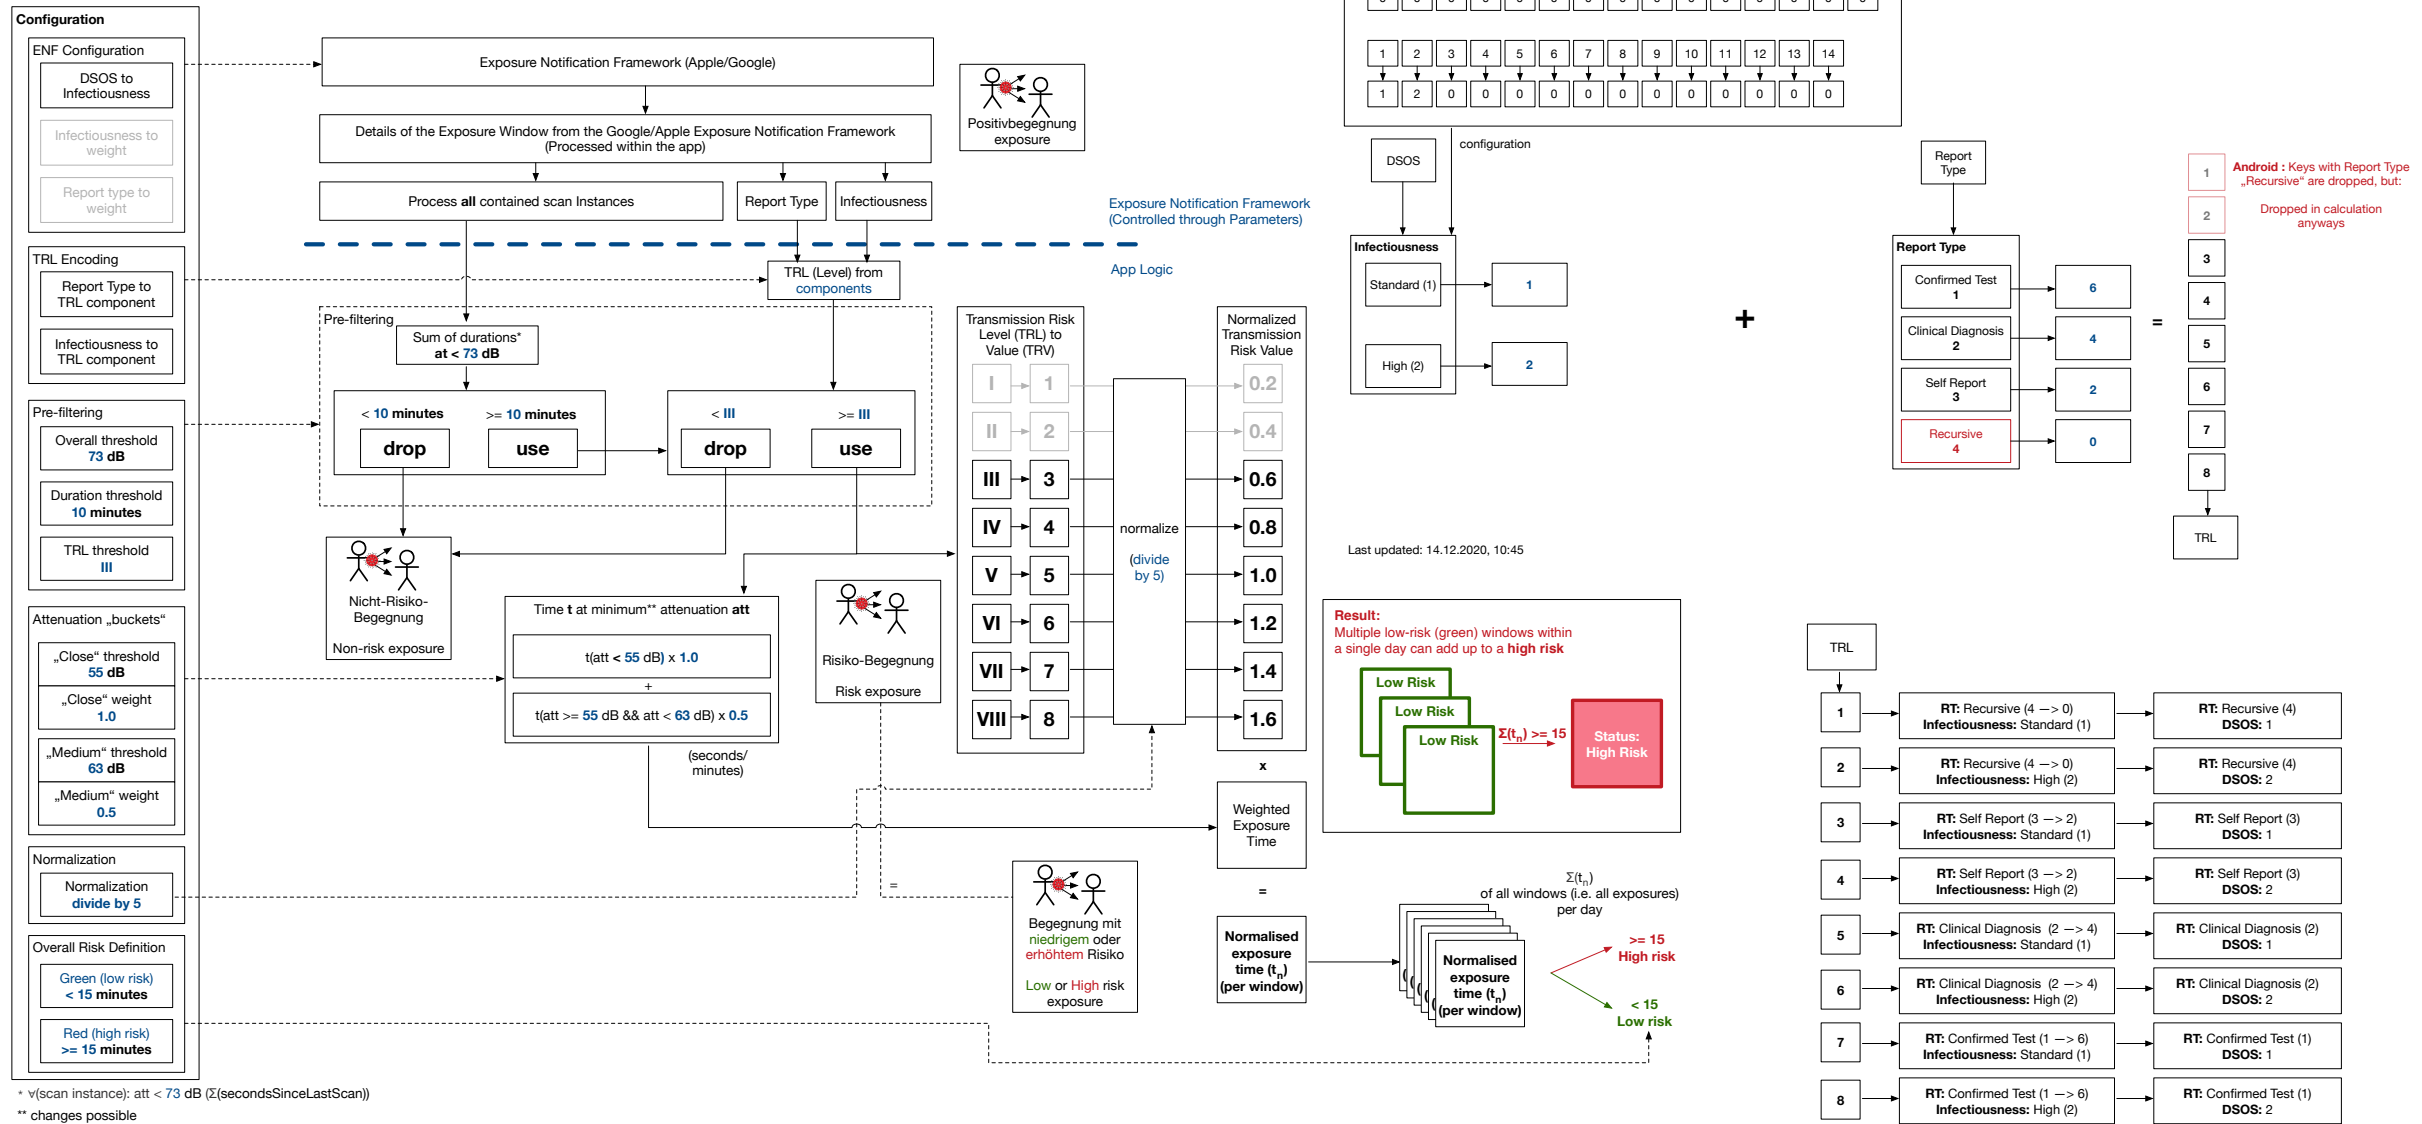 Configuration
ENF Configuration
DSOS to
Infectiousness
Infectiousness to
weight
Report type to
weight
TRL Encoding
Report Type to
TRL component
Infectiousness to
TRL component
Pre-filtering
Overall threshold
73 dB
Duration threshold
10 minutes
TRL threshold
III
Attenuation „buckets“
„Close“ threshold
55 dB
„Close“ weight
1.0
„Medium“ threshold
63 dB
„Medium“ weight
0.5
Normalization
Normalization
divide by 5
Overall Risk Definition
Green (low risk)
< 15 minutes
Red (high risk)
>= 15 minutes
* ∀(scan instance): att < 73 dB (Σ(secondsSinceLastScan))
** changes possible
Exposure Notification Framework (Apple/Google)
Details of the Exposure Window from the Google/Apple Exposure Notification Framework
(Processed within the app)
Process all contained scan Instances
Report Type
Infectiousness
Positivbegegnung
exposure
Exposure Notification Framework
(Controlled through Parameters)
App Logic
TRL (Level) from
components
Pre-filtering
Sum of durations*
at < 73 dB
< 10 minutes
>= 10 minutes
drop
use
< III
>= III
drop
use
Nicht-Risiko-
Begegnung
Non-risk exposure
Time t at minimum** attenuation att
t(att < 55 dB) x 1.0
+
t(att >= 55 dB && att < 63 dB) x 0.5
(seconds/
minutes)
Risiko-Begegnung
Risk exposure
=
Transmission Risk
Level (TRL) to
Value (TRV)
I 1
II 2
III 3
IV 4
V 5
VI 6
VII 7
VIII 8
normalize
(divide
by 5)
Normalized
Transmission
Risk Value
0.2
0.4
0.6
0.8
1.0
1.2
1.4
1.6
x
Weighted
Exposure
Time
=
Normalised
exposure
time (tn)
(per window)
Begegnung mit
niedrigem oder
erhöhtem Risiko
Low or High risk
exposure
Σ(tn)
of all windows (i.e. all exposures)
per day
Normalised
exposure
time (tn)
(per window)
>= 15
High risk
< 15
Low risk
1 2 3 4 5 6 7 8 9 10 11 12 13 14
1 2 0 0 0 0 0 0 0 0 0 0 0 0
configuration
DSOS
Infectiousness
Standard (1)
1
High (2)
2
+
Report
Type
Report Type
Confirmed Test
1
6
Clinical Diagnosis
2
4
Self Report
3
2
Recursive
4
0
=
1
2
3
4
5
6
7
8
TRL
Android : Keys with Report Type
„Recursive“ are dropped, but:
Dropped in calculation
anyways
Last updated: 14.12.2020, 10:45
Result:
Multiple low-risk (green) windows within
a single day can add up to a high risk
Low Risk
Low Risk
Low Risk
Σ(tn) >= 15
Status:
High Risk
TRL
1
RT: Recursive (4 —> 0)
Infectiousness: Standard (1)
RT: Recursive (4)
DSOS: 1
2
RT: Recursive (4 —> 0)
Infectiousness: High (2)
RT: Recursive (4)
DSOS: 2
3
RT: Self Report (3 —> 2)
Infectiousness: Standard (1)
RT: Self Report (3)
DSOS: 1
4
RT: Self Report (3 —> 2)
Infectiousness: High (2)
RT: Self Report (3)
DSOS: 2
5
RT: Clinical Diagnosis (2 —> 4)
Infectiousness: Standard (1)
RT: Clinical Diagnosis (2)
DSOS: 1
6
RT: Clinical Diagnosis (2 —> 4)
Infectiousness: High (2)
RT: Clinical Diagnosis (2)
DSOS: 2
7
RT: Confirmed Test (1 —> 6)
Infectiousness: Standard (1)
RT: Confirmed Test (1)
DSOS: 1
8
RT: Confirmed Test (1 —> 6)
Infectiousness: High (2)
RT: Confirmed Test (1)
DSOS: 2